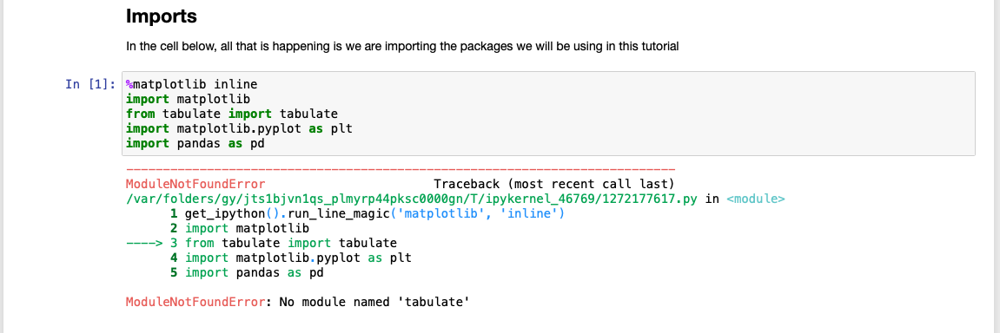 Imports
In the cell below, all that is happening is we are importing the packages we will be using in this tutorial
In [1]: %matplotlib inline
import matplotlib
from tabulate import tabulate
import matplotlib.pyplot as plt
import pandas as pd
---------------------------------------------------------------------------
ModuleNotFoundError                       Traceback (most recent call last)
/var/folders/gy/jts1bjvn1qs_plmyrp44pksc0000gn/T/ipykernel_46769/1272177617.py in <module>
      1 get_ipython().run_line_magic('matplotlib', 'inline')
      2 import matplotlib
----> 3 from tabulate import tabulate
      4 import matplotlib.pyplot as plt
      5 import pandas as pd
ModuleNotFoundError: No module named 'tabulate'